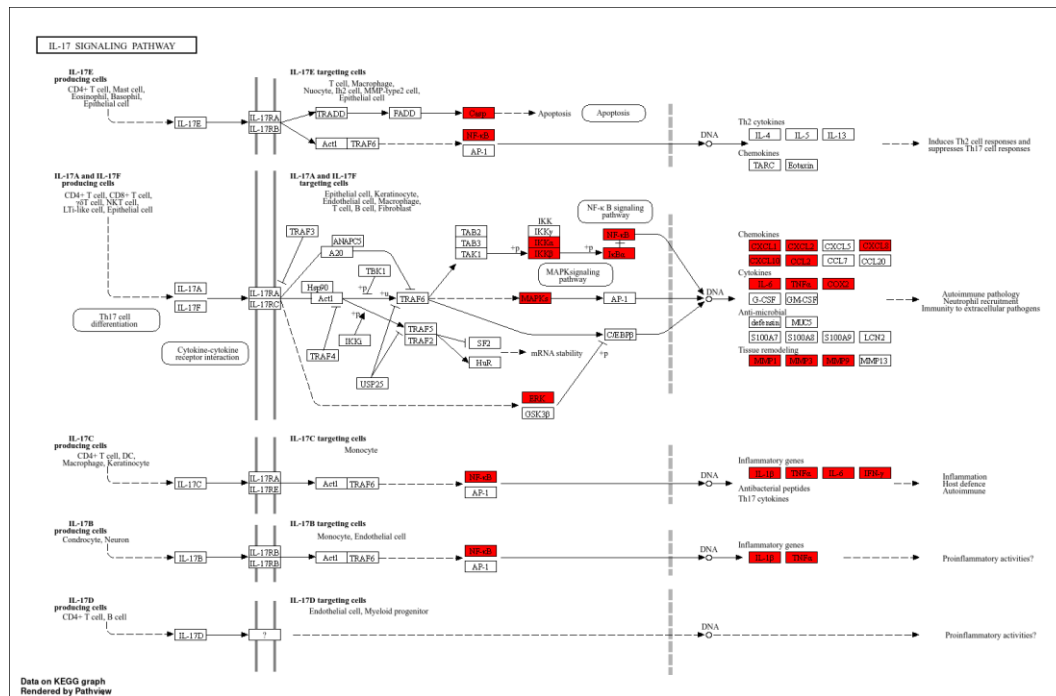 IL-17 SIGNALING PATHWAY
IL-17E
producing cells
CD4+ T cell, Mast cell,
Eosinophil, Basophil,
Epithelial cell
IL-17E
IL-17RA
IL-17RB
IL-17E targeting cells
T cell, Macrophage,
Nuocyte, Ih2 cell, MMP-type2 cell,
Epithelial cell
TRADD
FADD
Casp
Apoptosis
Apoptosis
Act1
TRAF6
NF-κB
AP-1
DNA
Th2 cytokines
IL-4
IL-5
IL-13
Chemokines
TARC
Eotaxin
Induces Th2 cell responses and
suppresses Th17 cell responses
IL-17A and IL-17F
producing cells
CD4+ T cell, CD8+ T cell,
γδT cell, NKT cell,
LTi-like cell, Epithelial cell
IL-17A
IL-17F
IL-17RA
IL-17RC
Th17 cell
differentiation
Cytokine-cytokine
receptor interaction
IL-17A and IL-17F
targeting cells
Epithelial cell, Keratinocyte,
Endothelial cell, Macrophage,
T cell, B cell, Fibroblast
TRAF3
ANAPC5
A20
TBK1
+p
+u
Hsp90
Act1
TRAF6
+p
TRAF4
IKKi
USP25
TRAF5
TRAF2
SF2
HuR
mRNA stability
TAB2
TAB3
TAK1
+p
IKK
IKKγ
IKKα
IKKβ
+p
NF-κB
IκBα
NF-κ B signaling
pathway
MAPKsignaling
pathway
MAPKs
AP-1
C/EBPβ
+p
ERK
GSK3β
DNA
Chemokines
CXCL1
CXCL2
CXCL5
CXCL8
CXCL10
CCL2
CCL7
CCL20
Cytokines
IL-6
TNFα
COX2
G-CSF
GM-CSF
Anti-microbial
defensin
MUC5
S100A7
S100A8
S100A9
LCN2
Tissue remodeling
MMP1
MMP3
MMP9
MMP13
Autoimmune pathology
Neutrophil recruitment
Immunity to extracellular pathogens
IL-17C
producing cells
CD4+ T cell, DC,
Macrophage, Keratinocyte
IL-17C
IL-17RA
IL-17RE
IL-17C targeting cells
Monocyte
Act1
TRAF6
NF-κB
AP-1
DNA
Inflammatory genes
IL-1β
TNFα
IL-6
IFN-γ
Antibacterial peptides
Th17 cytokines
Inflammation
Host defence
Autoimmune
IL-17B
producing cells
Condrocyte, Neuron
IL-17B
IL-17RB
IL-17RB
IL-17B targeting cells
Monocyte, Endothelial cell
Act1
TRAF6
NF-κB
AP-1
DNA
Inflammatory genes
IL-1β
TNFα
Proinflammatory activities?
IL-17D
producing cells
CD4+ T cell, B cell
IL-17D
?
IL-17D targeting cells
Endothelial cell, Myeloid progenitor
DNA
Proinflammatory activities?
Data on KEGG graph
Rendered by Pathview